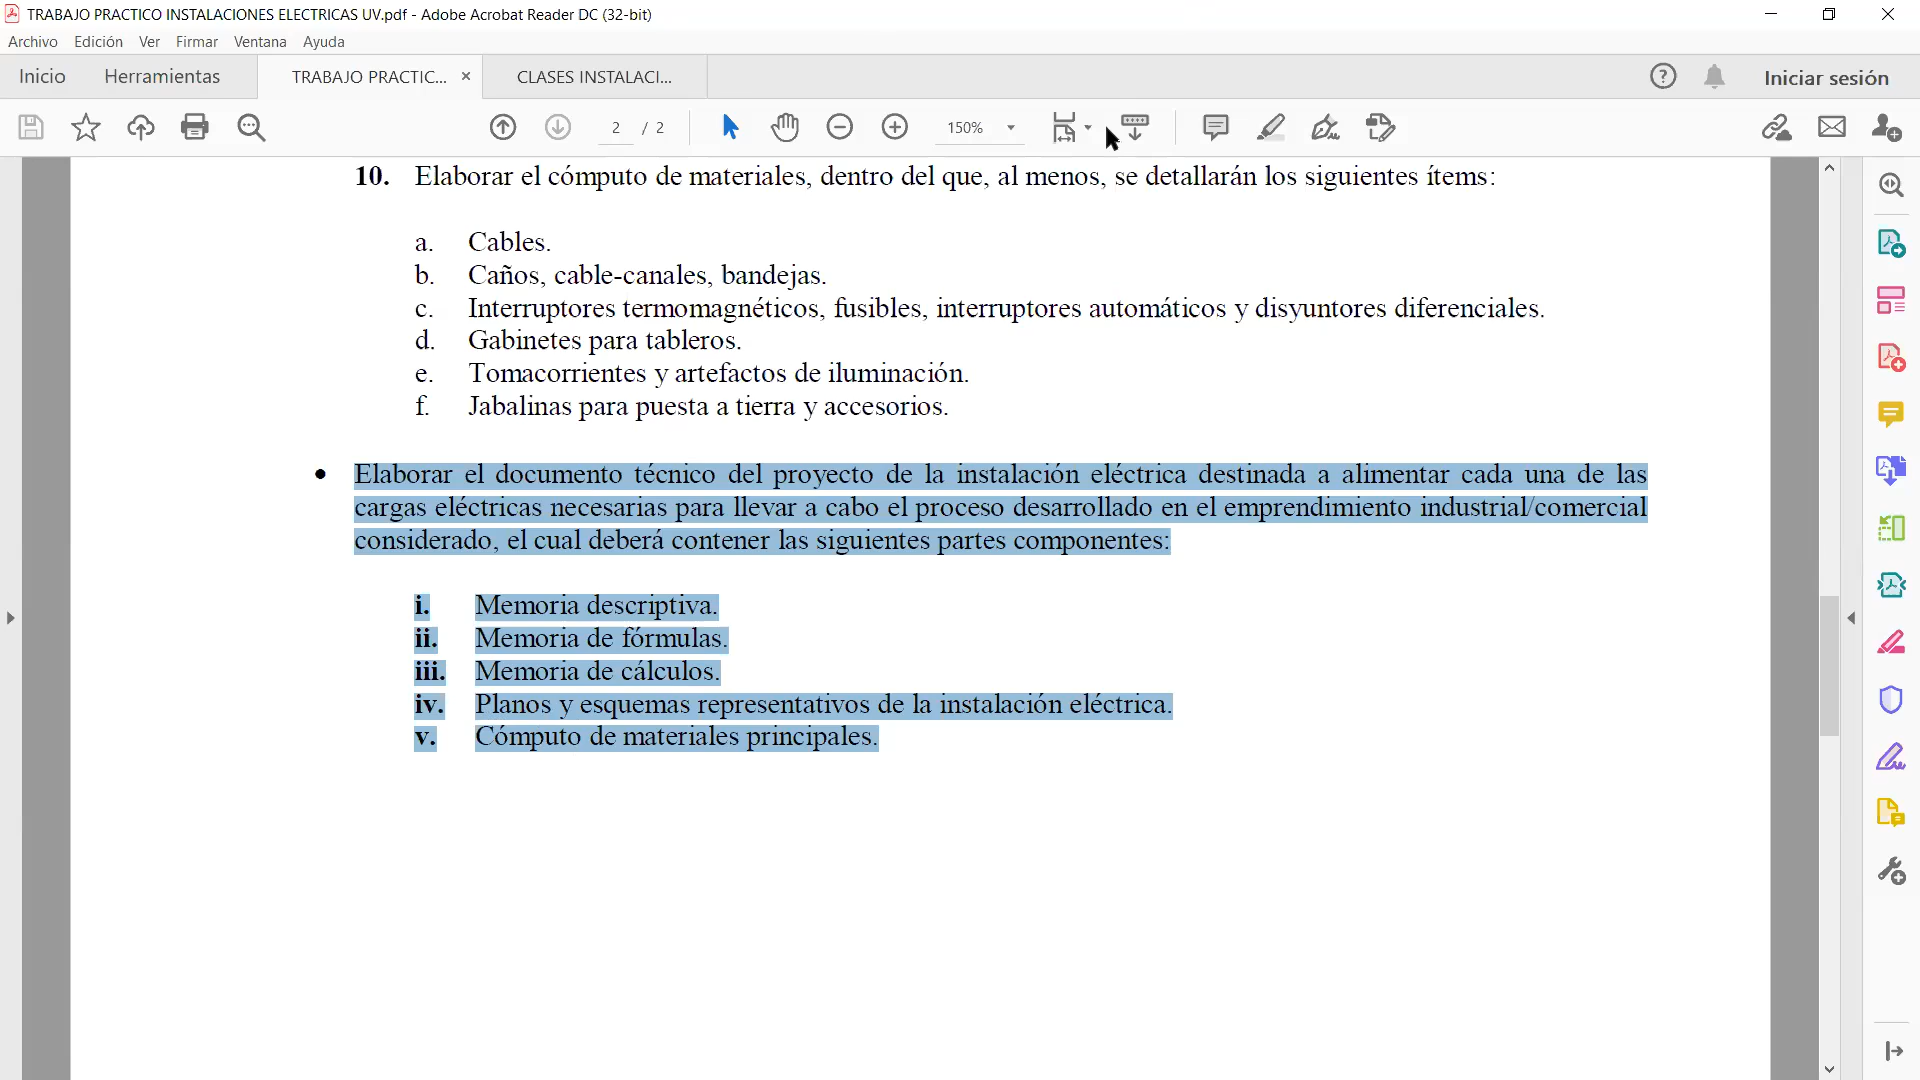 TRABAJO PRACTICO INSTALACIONES ELECTRICAS UV.pdf - Adobe Acrobat Reader DC (32-bit)
Archivo Edición Ver Firmar Ventana Ayuda
Inicio Herramientas TRABAJO PRACTIC... × CLASES INSTALACI... Iniciar sesión
2 / 2 150%
10. Elaborar el cómputo de materiales, dentro del que, al menos, se detallarán los siguientes ítems:
a. Cables.
b. Caños, cable-canales, bandejas.
c. Interruptores termomagnéticos, fusibles, interruptores automáticos y disyuntores diferenciales.
d. Gabinetes para tableros.
e. Tomacorrientes y artefactos de iluminación.
f. Jabalinas para puesta a tierra y accesorios.
• Elaborar el documento técnico del proyecto de la instalación eléctrica destinada a alimentar cada una de las
cargas eléctricas necesarias para llevar a cabo el proceso desarrollado en el emprendimiento industrial/comercial
considerado, el cual deberá contener las siguientes partes componentes:
i. Memoria descriptiva.
ii. Memoria de fórmulas.
iii. Memoria de cálculos.
iv. Planos y esquemas representativos de la instalación eléctrica.
v. Cómputo de materiales principales.